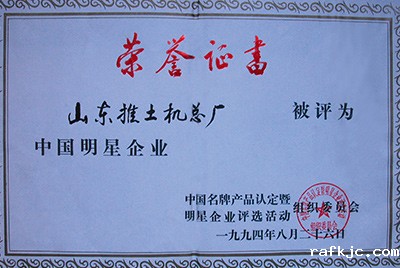 荣誉证书
山东推土机总厂 被评为
中国明星企业
中国名牌产品认定暨
明星企业评选活动 组织委员会
一九九四年八月二十六日
rafkjc.com